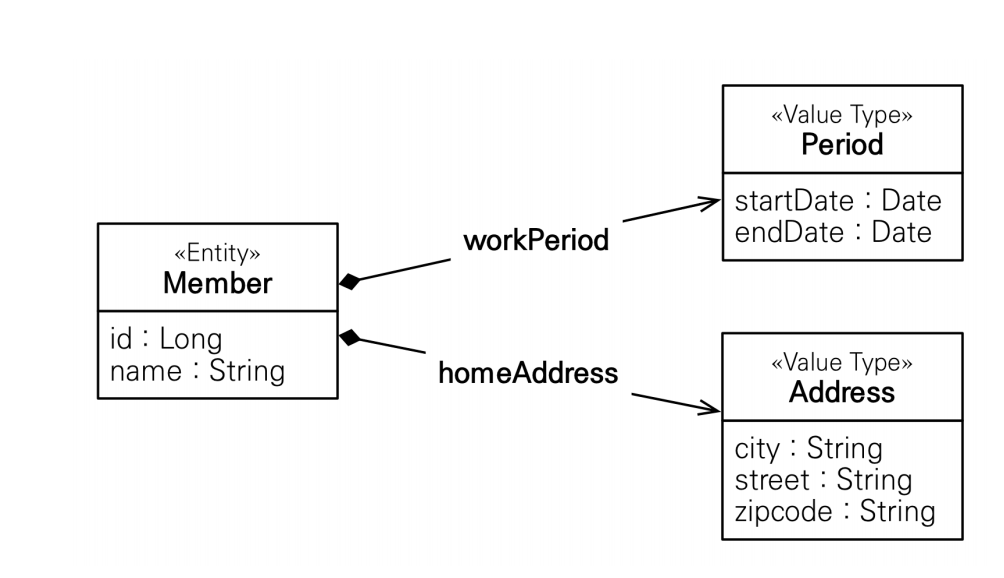 «Entity»
Member
id : Long
name : String
workPeriod
homeAddress
«Value Type»
Period
startDate : Date
endDate : Date
«Value Type»
Address
city : String
street : String
zipcode : String